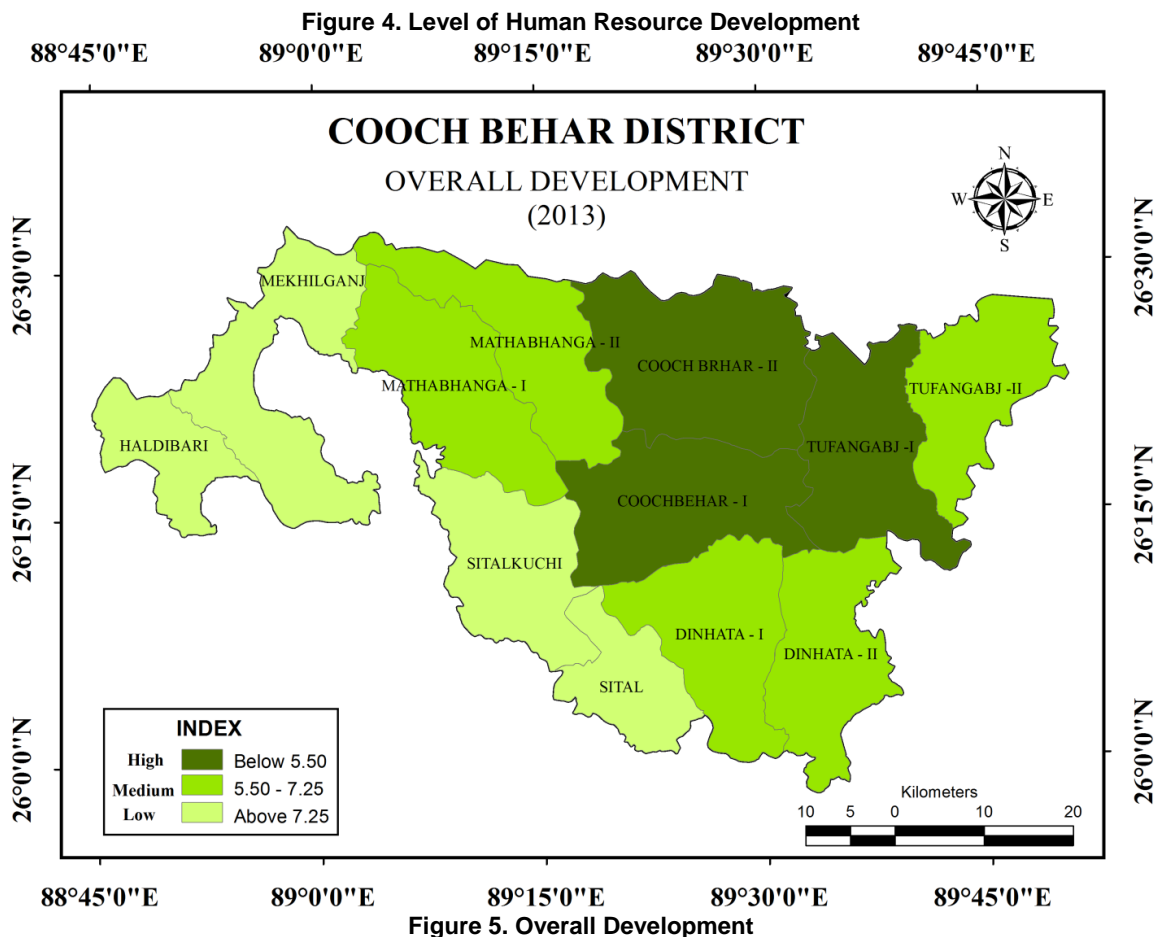 Figure 4. Level of Human Resource Development
88°45'0"E 89°0'0"E 89°15'0"E 89°30'0"E 89°45'0"E
COOCH BEHAR DISTRICT
OVERALL DEVELOPMENT
(2013)
N
W E
S
26°30'0"N 26°30'0"N
MEKHILGANJ
MATHABHANGA - II
COOCH BRHAR - II
MATHABHANGA - I
TUFANGABJ -II
HALDIBARI
TUFANGABJ -I
COOCHBEHAR - I
26°15'0"N 26°15'0"N
SITALKUCHI
DINHATA - I
DINHATA - II
SITAL
26°0'0"N 26°0'0"N
INDEX
High Below 5.50
Medium 5.50 - 7.25
Low Above 7.25
Kilometers
10 5 0 10 20
88°45'0"E 89°0'0"E 89°15'0"E 89°30'0"E 89°45'0"E
Figure 5. Overall Development